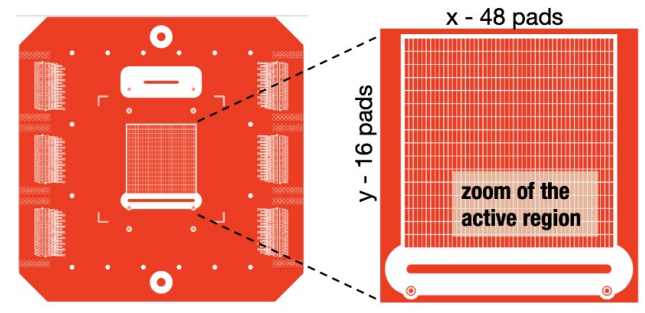 x - 48 pads
y - 16 pads
zoom of the
active region